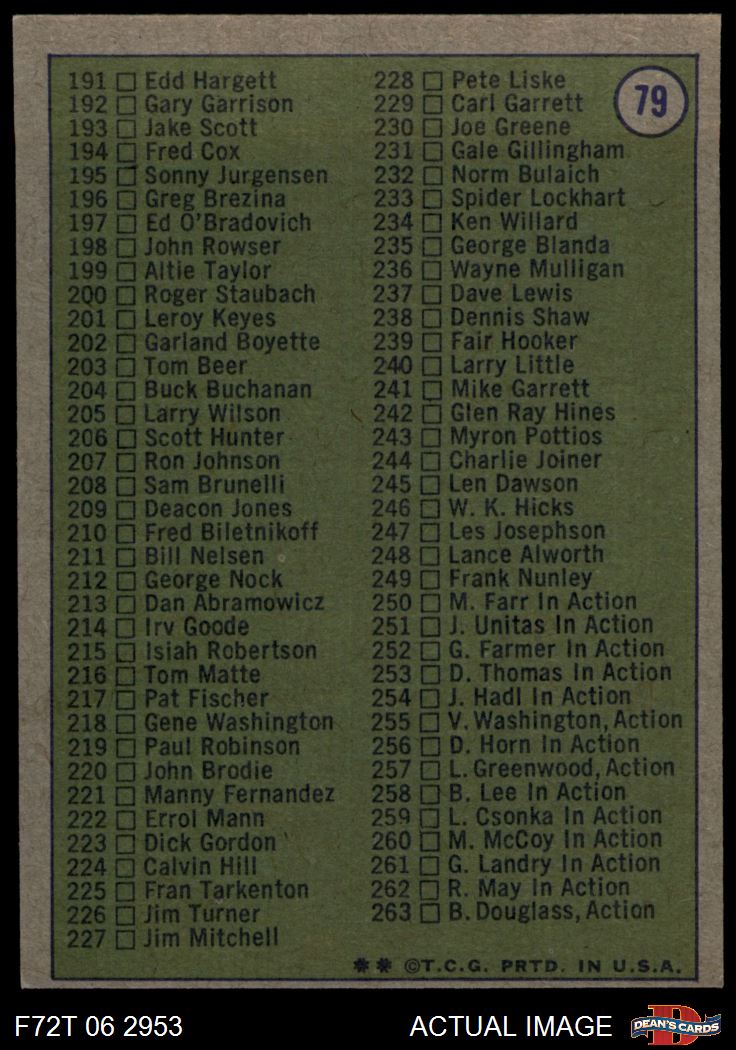 79
191 Edd Hargett
192 Gary Garrison
193 Jake Scott
194 Fred Cox
195 Sonny Jurgensen
196 Greg Brezina
197 Ed O'Bradovich
198 John Rowser
199 Altie Taylor
200 Roger Staubach
201 Leroy Keyes
202 Garland Boyette
203 Tom Beer
204 Buck Buchanan
205 Larry Wilson
206 Scott Hunter
207 Ron Johnson
208 Sam Brunelli
209 Deacon Jones
210 Fred Biletnikoff
211 Bill Nelsen
212 George Nock
213 Dan Abramowicz
214 Irv Goode
215 Isiah Robertson
216 Tom Matte
217 Pat Fischer
218 Gene Washington
219 Paul Robinson
220 John Brodie
221 Manny Fernandez
222 Errol Mann
223 Dick Gordon
224 Calvin Hill
225 Fran Tarkenton
226 Jim Turner
227 Jim Mitchell
228 Pete Liske
229 Carl Garrett
230 Joe Greene
231 Gale Gillingham
232 Norm Bulaich
233 Spider Lockhart
234 Ken Willard
235 George Blanda
236 Wayne Mulligan
237 Dave Lewis
238 Dennis Shaw
239 Fair Hooker
240 Larry Little
241 Mike Garrett
242 Glen Ray Hines
243 Myron Pottios
244 Charlie Joiner
245 Len Dawson
246 W. K. Hicks
247 Les Josephson
248 Lance Alworth
249 Frank Nunley
250 M. Farr In Action
251 J. Unitas In Action
252 G. Farmer In Action
253 D. Thomas In Action
254 J. Hadl In Action
255 V. Washington, Action
256 D. Horn In Action
257 L. Greenwood, Action
258 B. Lee In Action
259 L. Csonka In Action
260 M. McCoy In Action
261 G. Landry In Action
262 R. May In Action
263 B. Douglass, Action
** ©T.C.G. PRTD. IN U.S.A.
F72T 06 2953
ACTUAL IMAGE
D
DEAN'S CARDS